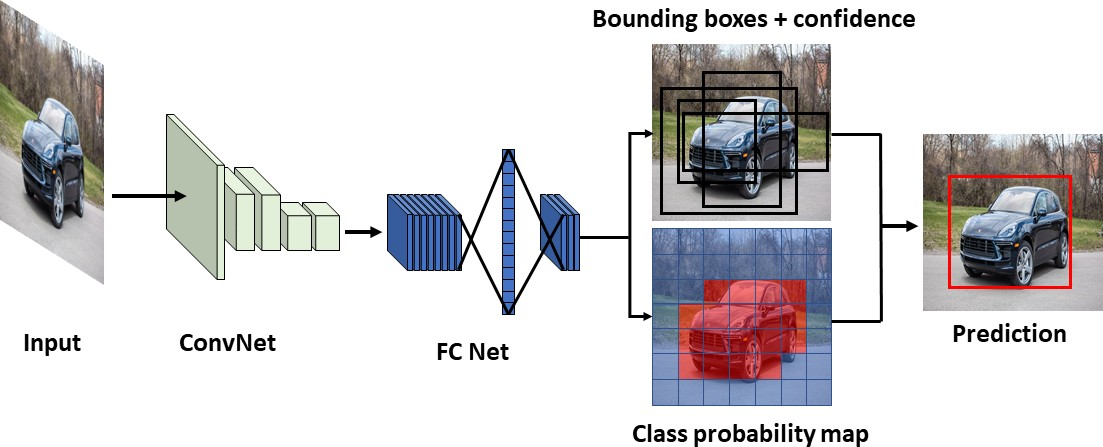 Bounding boxes + confidence
Input
ConvNet
FC Net
Prediction
Class probability map